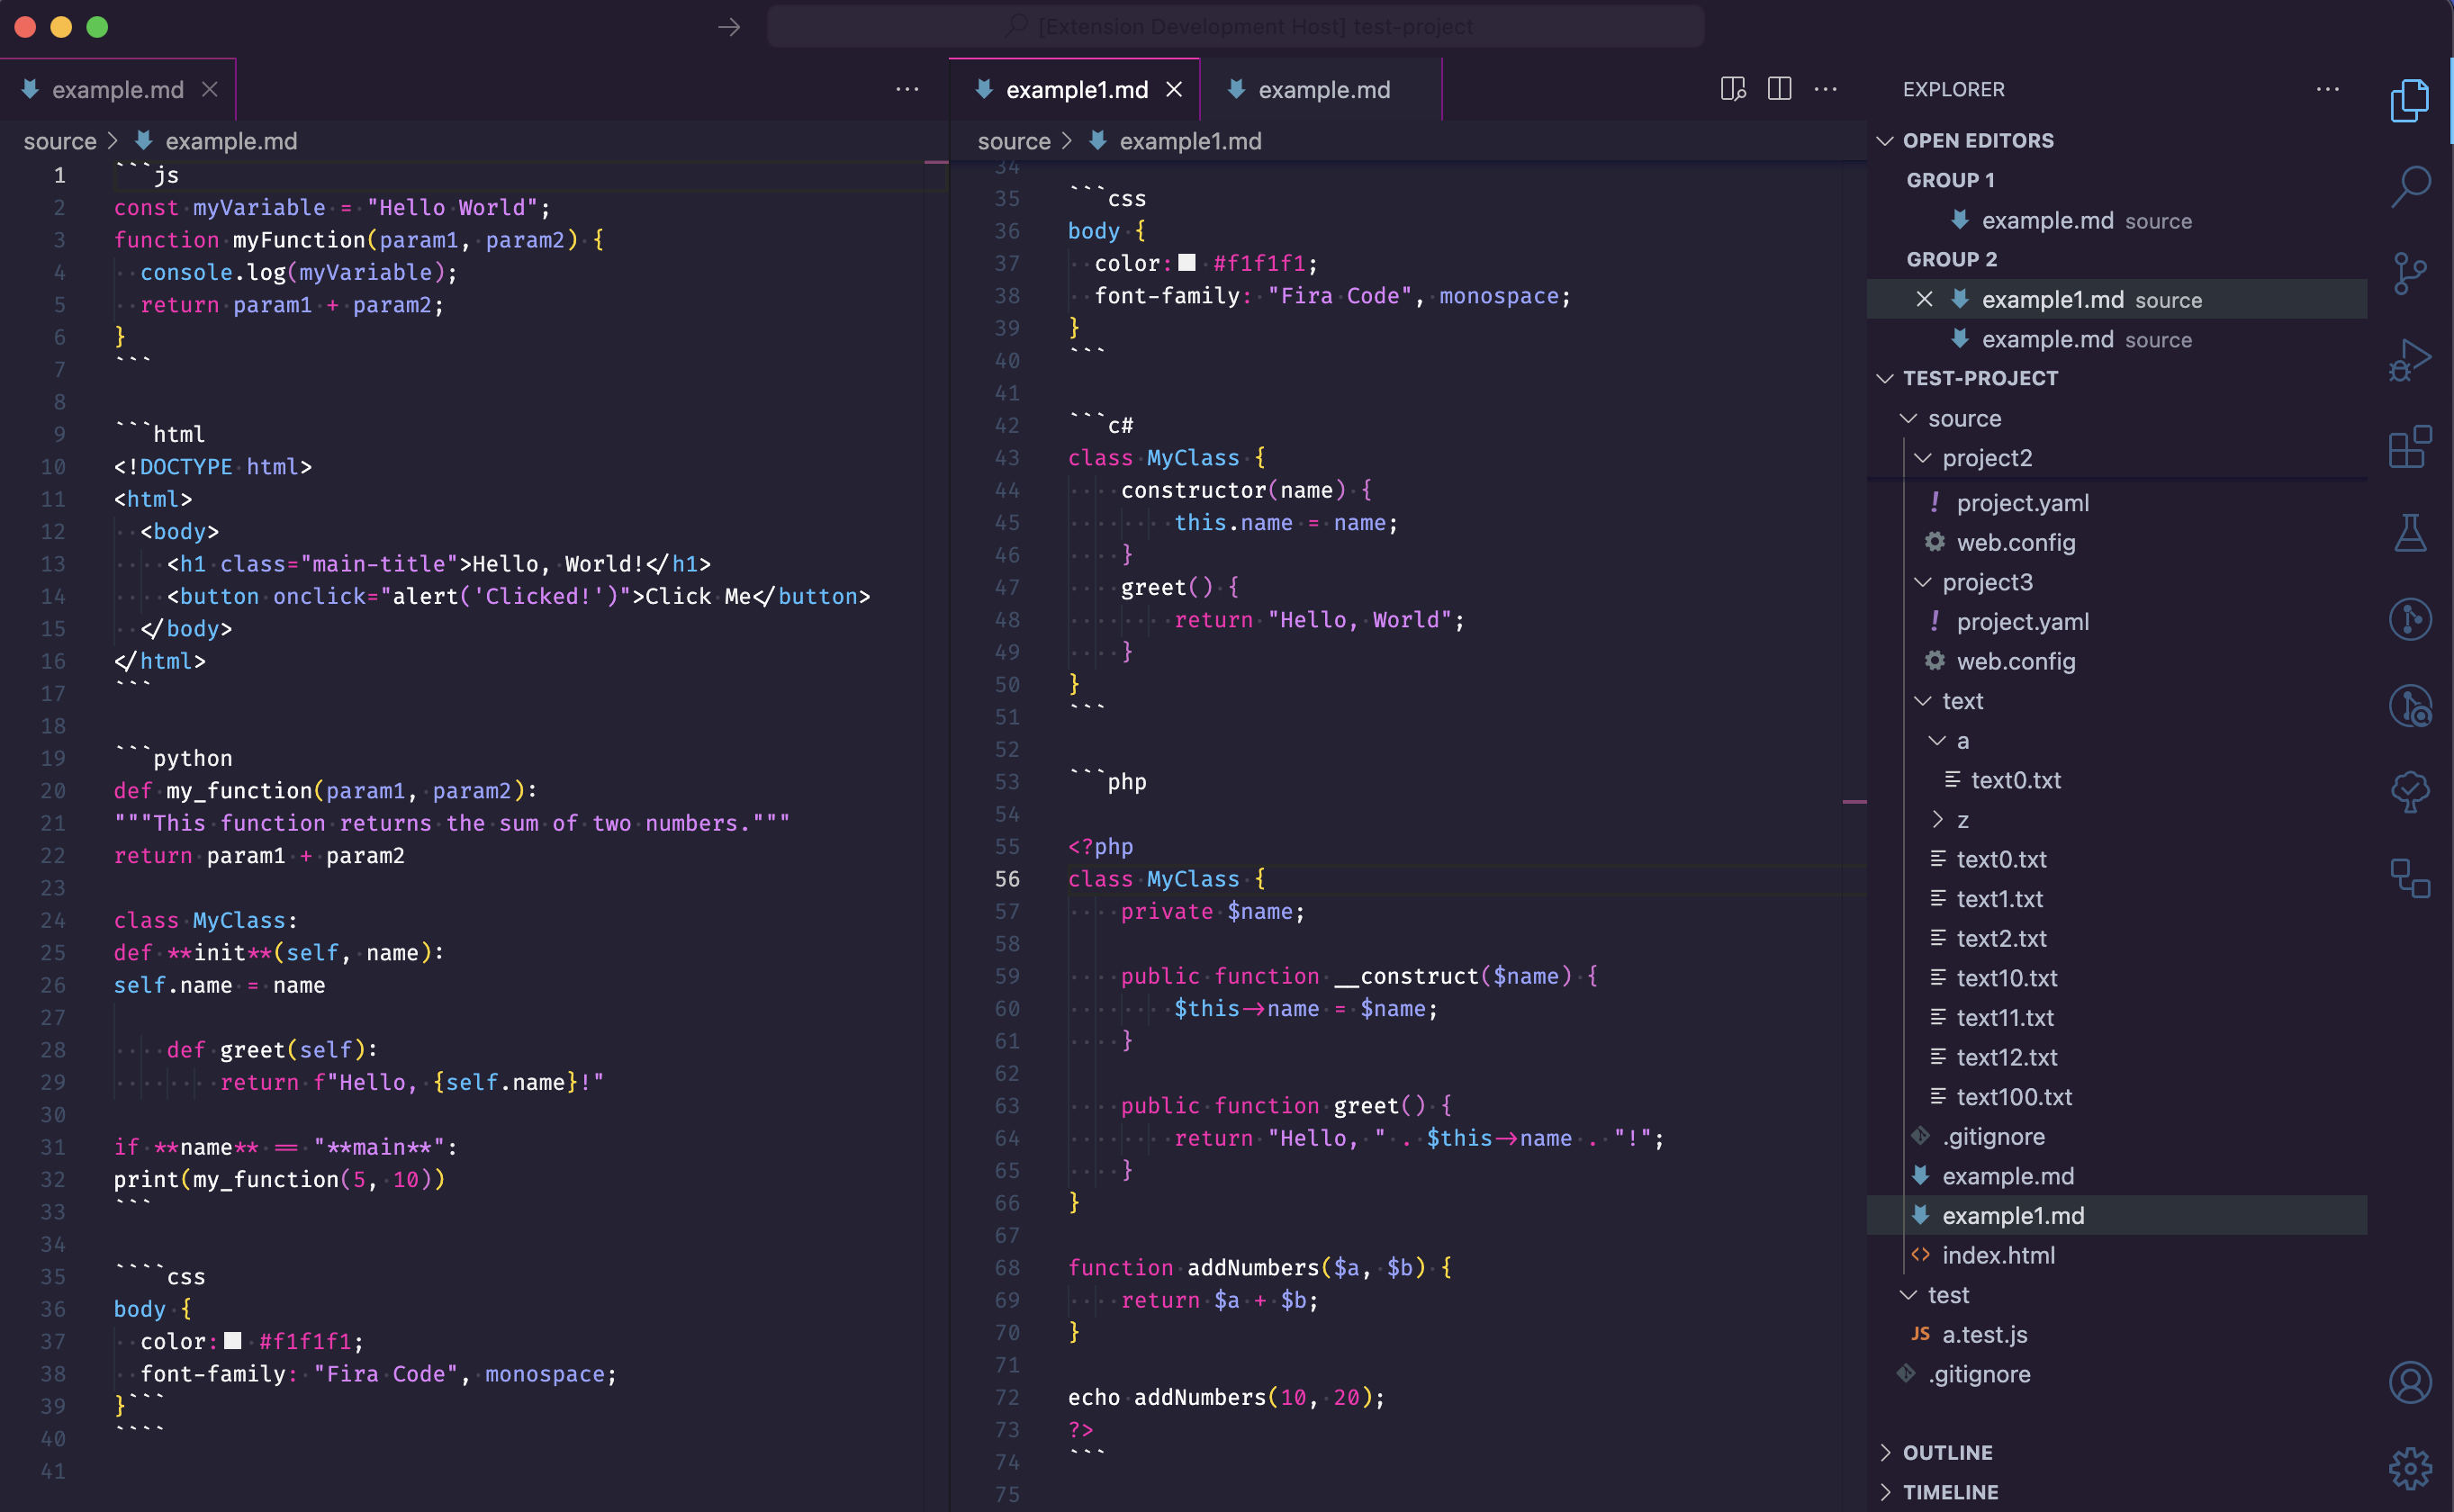 [Extension Development Host] test-project
example.md
source > example.md
1 ```js
2 const myVariable = "Hello World";
3 function myFunction(param1, param2) {
4 console.log(myVariable);
5 return param1 + param2;
6 }
7 ```
8
9 ```html
10 <!DOCTYPE html>
11 <html>
12 <body>
13 <h1 class="main-title">Hello, World!</h1>
14 <button onclick="alert('Clicked!')">Click Me</button>
15 </body>
16 </html>
17 ```
18
19 ```python
20 def my_function(param1, param2):
21 """This function returns the sum of two numbers."""
22 return param1 + param2
23
24 class MyClass:
25 def **init**(self, name):
26 self.name = name
27
28 def greet(self):
29 return f"Hello, {self.name}!"
30
31 if **name** == "**main**":
32 print(my_function(5, 10))
33 ```
34
35 ````css
36 body {
37 color: #f1f1f1;
38 font-family: "Fira Code", monospace;
39 }````
40 ````
41
example1.md
example.md
source > example1.md
34
35 ```css
36 body {
37 color: #f1f1f1;
38 font-family: "Fira Code", monospace;
39 }
40 ```
41
42 ```c#
43 class MyClass {
44 constructor(name) {
45 this.name = name;
46 }
47 greet() {
48 return "Hello, World";
49 }
50 }
51 ```
52
53 ```php
54
55 <?php
56 class MyClass {
57 private $name;
58
59 public function __construct($name) {
60 $this->name = $name;
61 }
62
63 public function greet() {
64 return "Hello, " . $this->name . "!";
65 }
66 }
67
68 function addNumbers($a, $b) {
69 return $a + $b;
70 }
71
72 echo addNumbers(10, 20);
73 ?>
74 ```
75
EXPLORER
OPEN EDITORS
GROUP 1
example.md source
GROUP 2
example1.md source
example.md source
TEST-PROJECT
source
project2
! project.yaml
web.config
project3
! project.yaml
web.config
text
a
text0.txt
z
text0.txt
text1.txt
text2.txt
text10.txt
text11.txt
text12.txt
text100.txt
.gitignore
example.md
example1.md
<> index.html
test
JS a.test.js
.gitignore
OUTLINE
TIMELINE